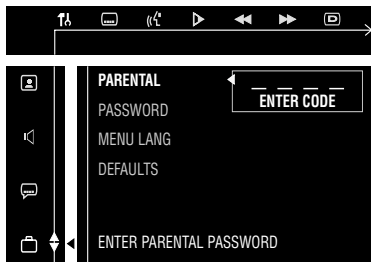 PARENTAL
_ _ _ _
ENTER CODE
PASSWORD
MENU LANG
DEFAULTS
ENTER PARENTAL PASSWORD